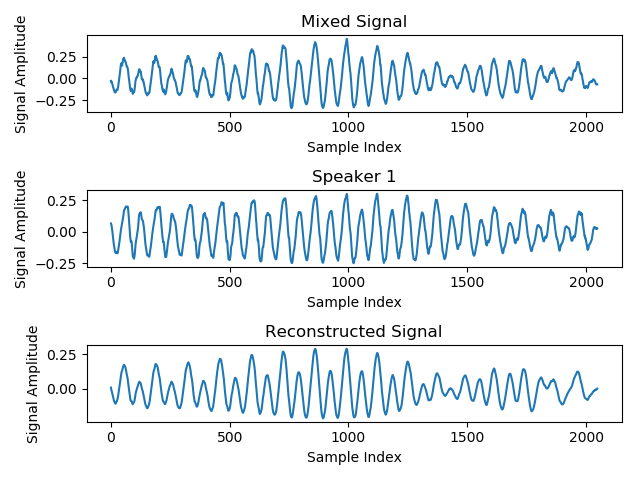 Mixed Signal
Signal Amplitude
0.25
0.00
−0.25
0
500
1000
1500
2000
Sample Index
Speaker 1
Signal Amplitude
0.25
0.00
−0.25
0
500
1000
1500
2000
Sample Index
Reconstructed Signal
Signal Amplitude
0.25
0.00
0
500
1000
1500
2000
Sample Index